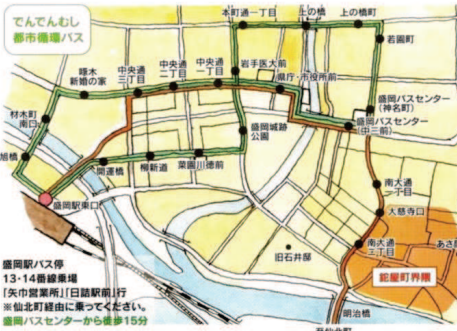 でんでんむし
都市循環バス
本町通一丁目
上の橋
上の橋町
若園町
啄木
新婚の家
中央通
三丁目
中央通
二丁目
中央通
一丁目
岩手医大前
県庁・市役所前
盛岡バスセンター
(神名町)
盛岡バスセンター
(中三前)
材木町
南口
旭橋
盛岡城跡
公園
開運橋
柳新道
菜園川徳前
盛岡駅東口
南大通
一丁目
大慈寺口
南大通
三丁目
旧石井邸
鉈屋町界隈
明治橋
盛岡駅バス停
13・14番線乗場
「矢巾営業所」「日詰駅前」行
※仙北町経由に乗ってください。
盛岡バスセンターから徒歩15分